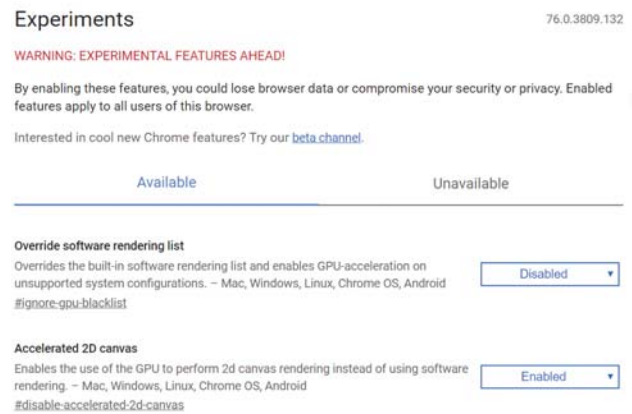 Experiments
76.0.3809.132
WARNING: EXPERIMENTAL FEATURES AHEAD!
By enabling these features, you could lose browser data or compromise your security or privacy. Enabled
features apply to all users of this browser.
Interested in cool new Chrome features? Try our beta channel.
Available
Unavailable
Override software rendering list
Overrides the built-in software rendering list and enables GPU-acceleration on
unsupported system configurations. – Mac, Windows, Linux, Chrome OS, Android
#ignore-gpu-blacklist
Disabled
Accelerated 2D canvas
Enables the use of the GPU to perform 2d canvas rendering instead of using software
rendering. – Mac, Windows, Linux, Chrome OS, Android
#disable-accelerated-2d-canvas
Enabled